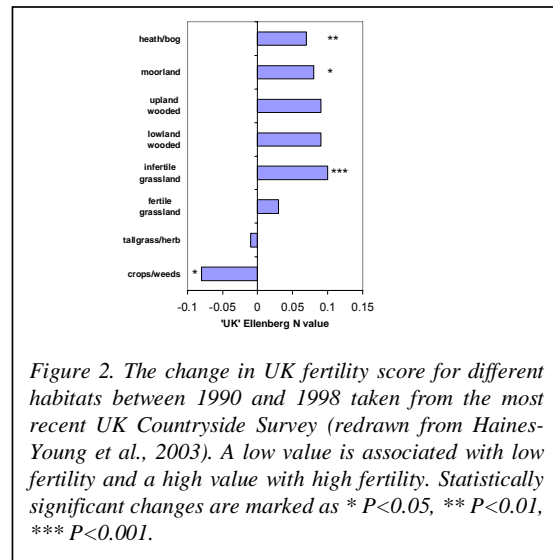 heath/bog
**
moorland
*
upland
wooded
lowland
wooded
infertile
grassland
***
fertile
grassland
tallgrass/herb
crops/weeds
*
-0.1 -0.05 0 0.05 0.1 0.15
'UK' Ellenberg N value
Figure 2. The change in UK fertility score for different
habitats between 1990 and 1998 taken from the most
recent UK Countryside Survey (redrawn from Haines-
Young et al., 2003). A low value is associated with low
fertility and a high value with high fertility. Statistically
significant changes are marked as * P<0.05, ** P<0.01,
*** P<0.001.